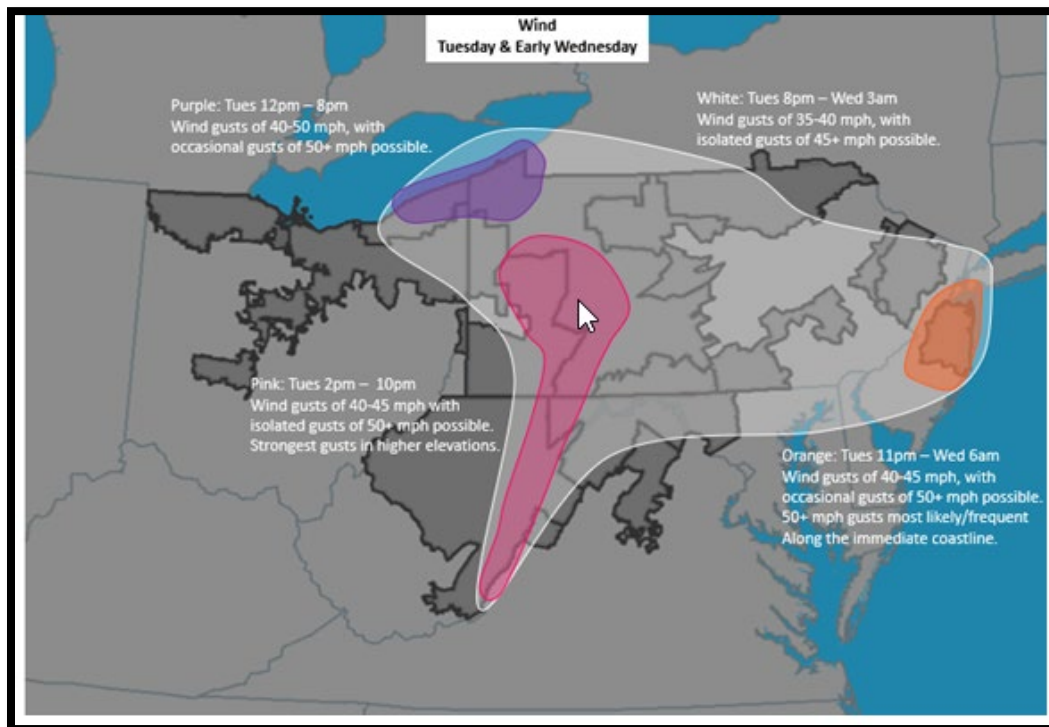 Wind
Tuesday & Early Wednesday
Purple: Tues 12pm – 8pm
Wind gusts of 40-50 mph, with
occasional gusts of 50+ mph possible.
White: Tues 8pm – Wed 3am
Wind gusts of 35-40 mph, with
isolated gusts of 45+ mph possible.
Pink: Tues 2pm – 10pm
Wind gusts of 40-45 mph with
isolated gusts of 50+ mph possible.
Strongest gusts in higher elevations.
Orange: Tues 11pm – Wed 6am
Wind gusts of 40-45 mph, with
occasional gusts of 50+ mph possible.
50+ mph gusts most likely/frequent
Along the immediate coastline.